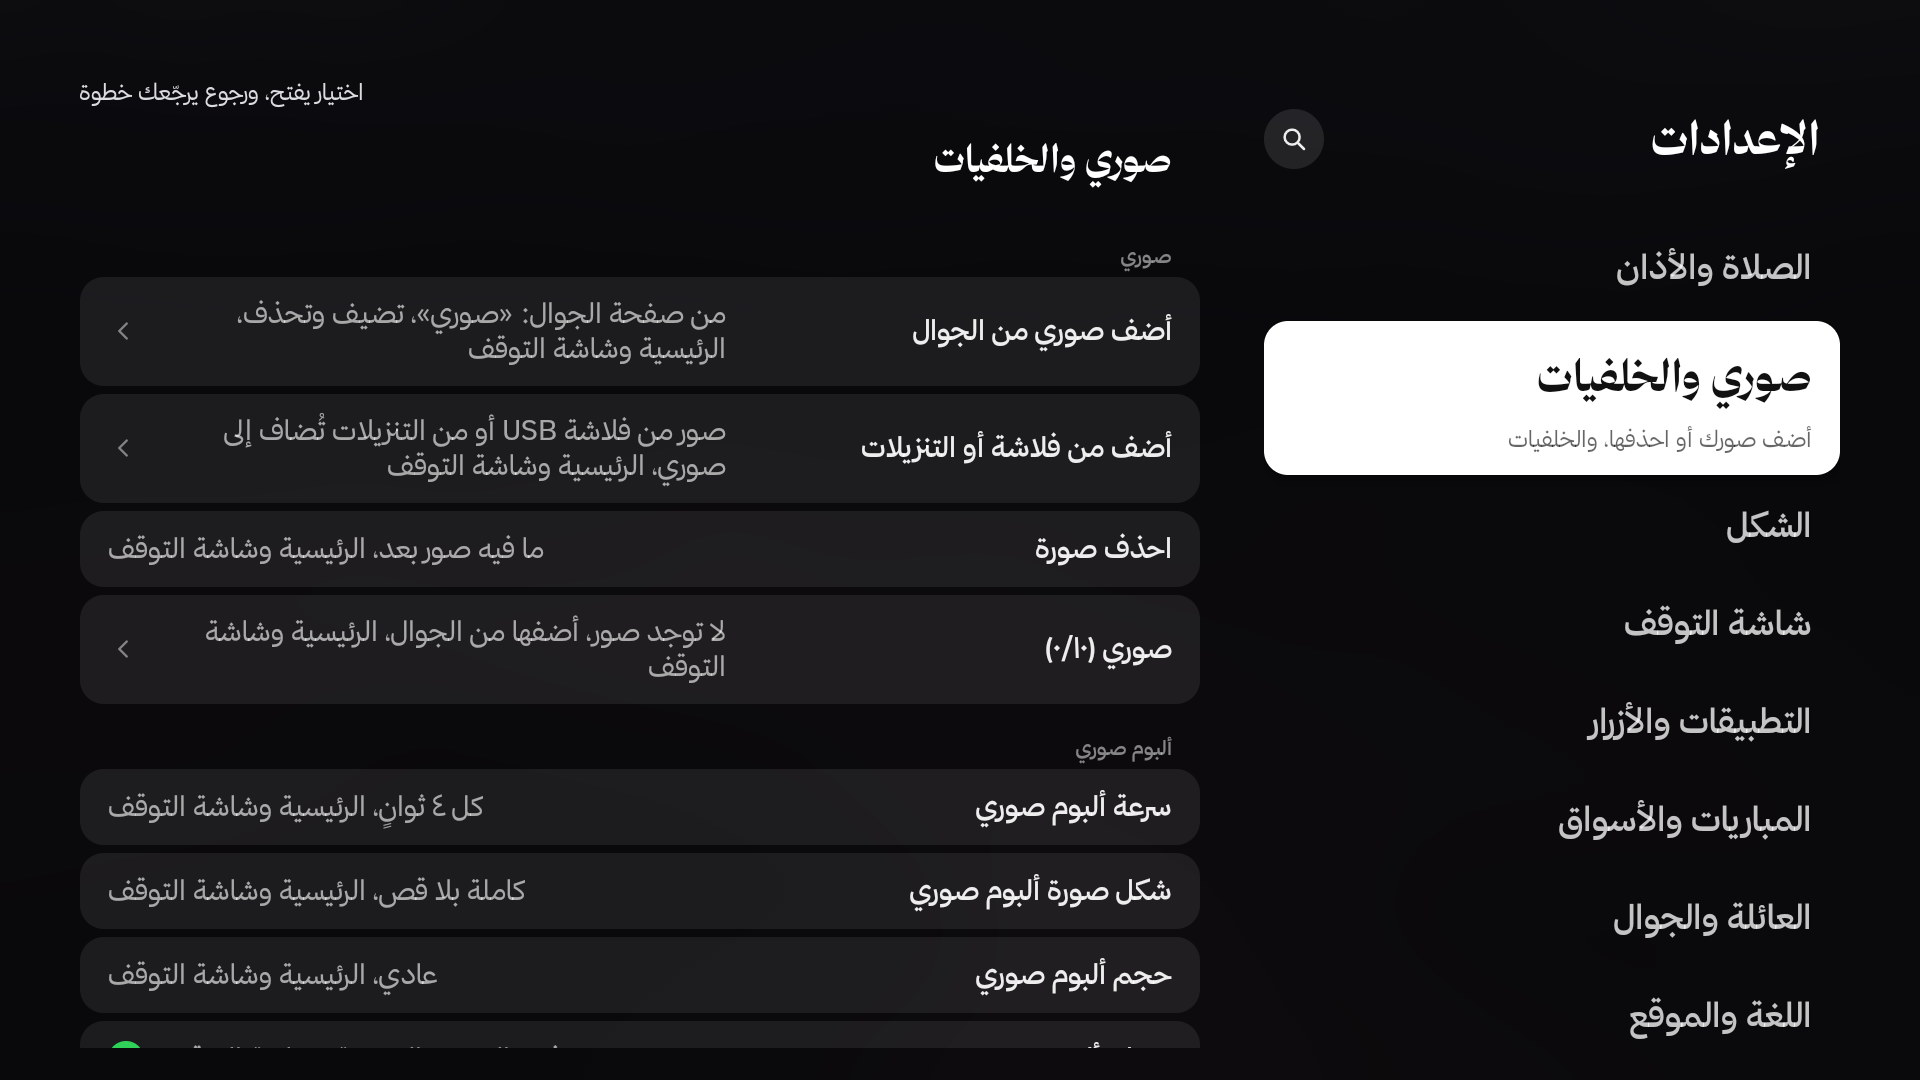 الإعدادات
الصلاة والأذان
صوري والخلفيات
أضف صورك أو احذفها، والخلفيات
الشكل
شاشة التوقف
التطبيقات والأزرار
المباريات والأسواق
العائلة والجوال
اللغة والموقع
اختيار يفتح، ورجوع يرجّعك خطوة
صوري والخلفيات
صوري
أضف صوري من الجوال
من صفحة الجوال: «صوري»، تضيف وتحذف،
الرئيسية وشاشة التوقف
أضف من فلاشة أو التنزيلات
صور من فلاشة USB أو من التنزيلات تُضاف إلى
صوري، الرئيسية وشاشة التوقف
احذف صورة
ما فيه صور بعد، الرئيسية وشاشة التوقف
صوري (٠/١٠)
لا توجد صور، أضفها من الجوال، الرئيسية وشاشة
التوقف
ألبوم صوري
سرعة ألبوم صوري
كل ٤ ثوانٍ، الرئيسية وشاشة التوقف
شكل صورة ألبوم صوري
كاملة بلا قص، الرئيسية وشاشة التوقف
حجم ألبوم صوري
عادي، الرئيسية وشاشة التوقف